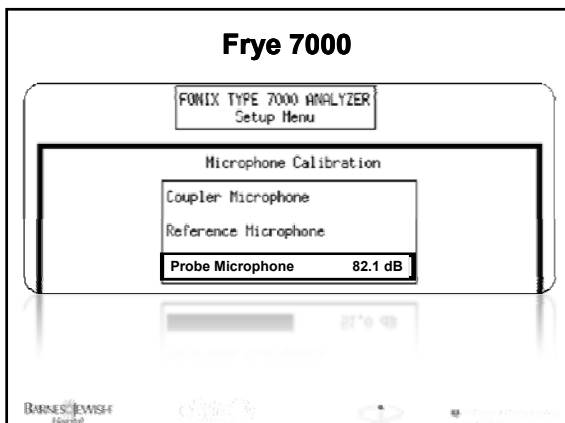 Frye 7000
FONIX TYPE 7000 ANALYZER
Setup Menu
Microphone Calibration
Coupler Microphone
Reference Microphone
Probe Microphone 82.1 dB
BARNES JEWISH
Hospital